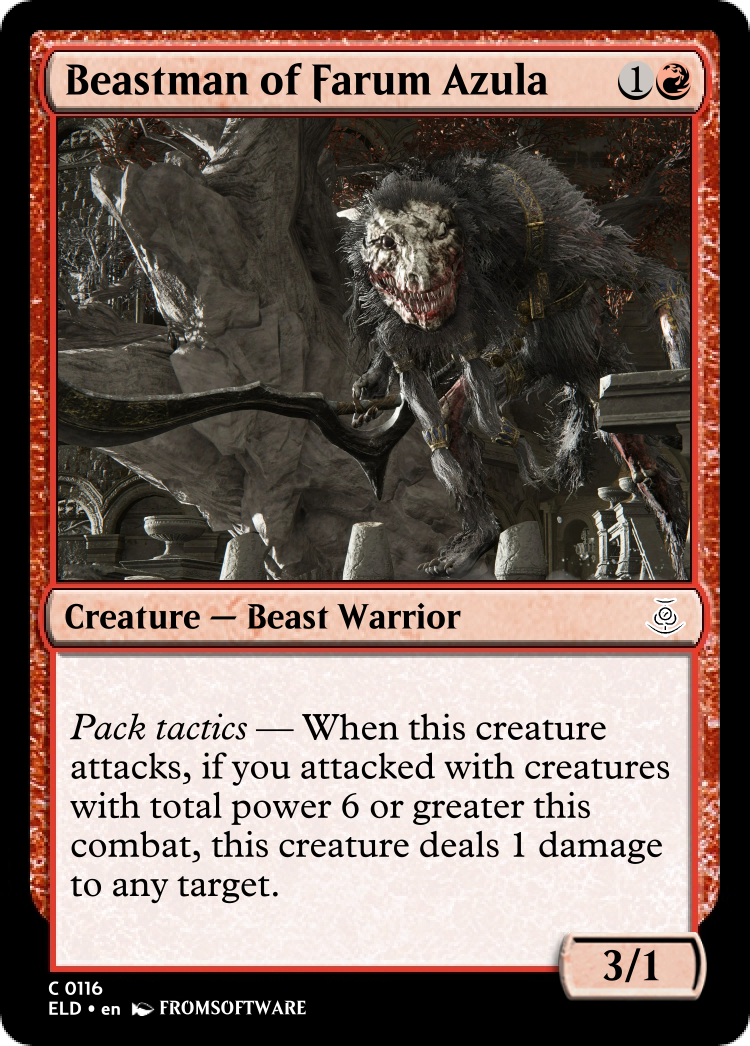 Beastman of Farum Azula 1
Creature — Beast Warrior
Pack tactics — When this creature
attacks, if you attacked with creatures
with total power 6 or greater this
combat, this creature deals 1 damage
to any target.
3/1
C 0116
ELD • en FROMSOFTWARE